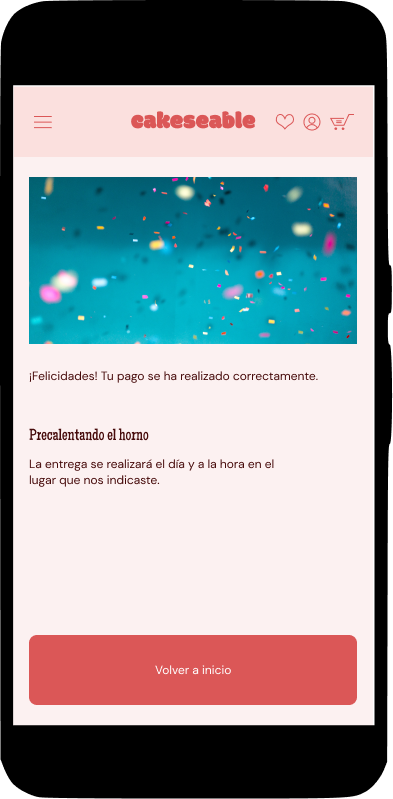 cakeseable
¡Felicidades! Tu pago se ha realizado correctamente.
Precalentando el horno
La entrega se realizará el día y a la hora en el
lugar que nos indicaste.
Volver a inicio